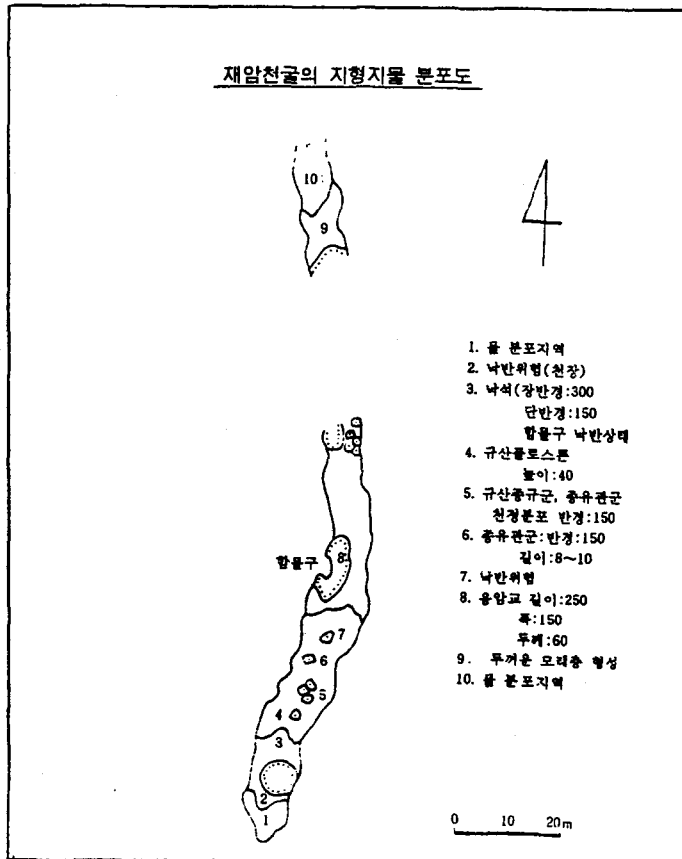 재암천굴의 지형지물 분포도
10
9
1. 물 분포지역
2. 낙반위험(천장)
3. 낙석(장반경:300
단반경:150
함몰구 낙반상태
4. 규산플로스톤
높이:40
5. 규산종규군, 종유관군
천정분포 반경:150
6. 종유관군:반경:150
길이:8~10
7. 낙반위험
8. 용암교 길이:250
폭:150
두께:60
9. 두꺼운 모래층 형성
10. 물 분포지역
함몰구
8
7
6
5
4
3
2
1
0 10 20m